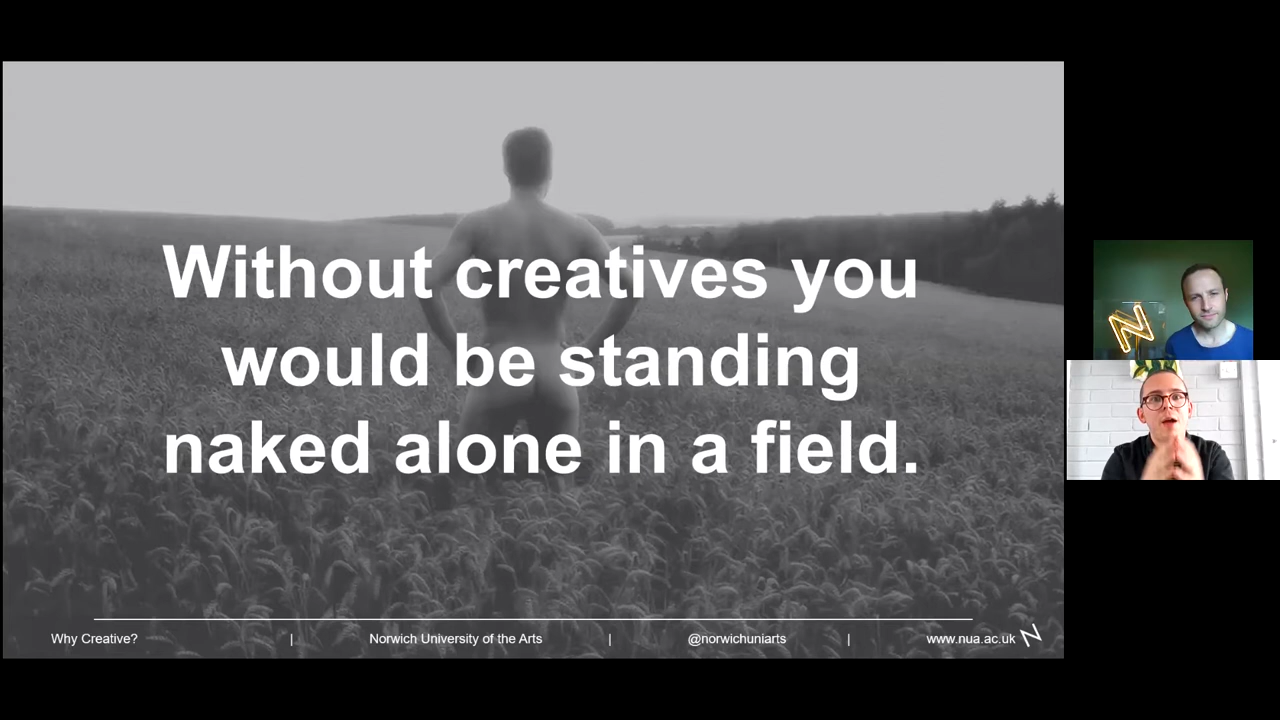 Without creatives you
would be standing
naked alone in a field.
Why Creative? | Norwich University of the Arts | @norwichuniarts | www.nua.ac.uk N
N